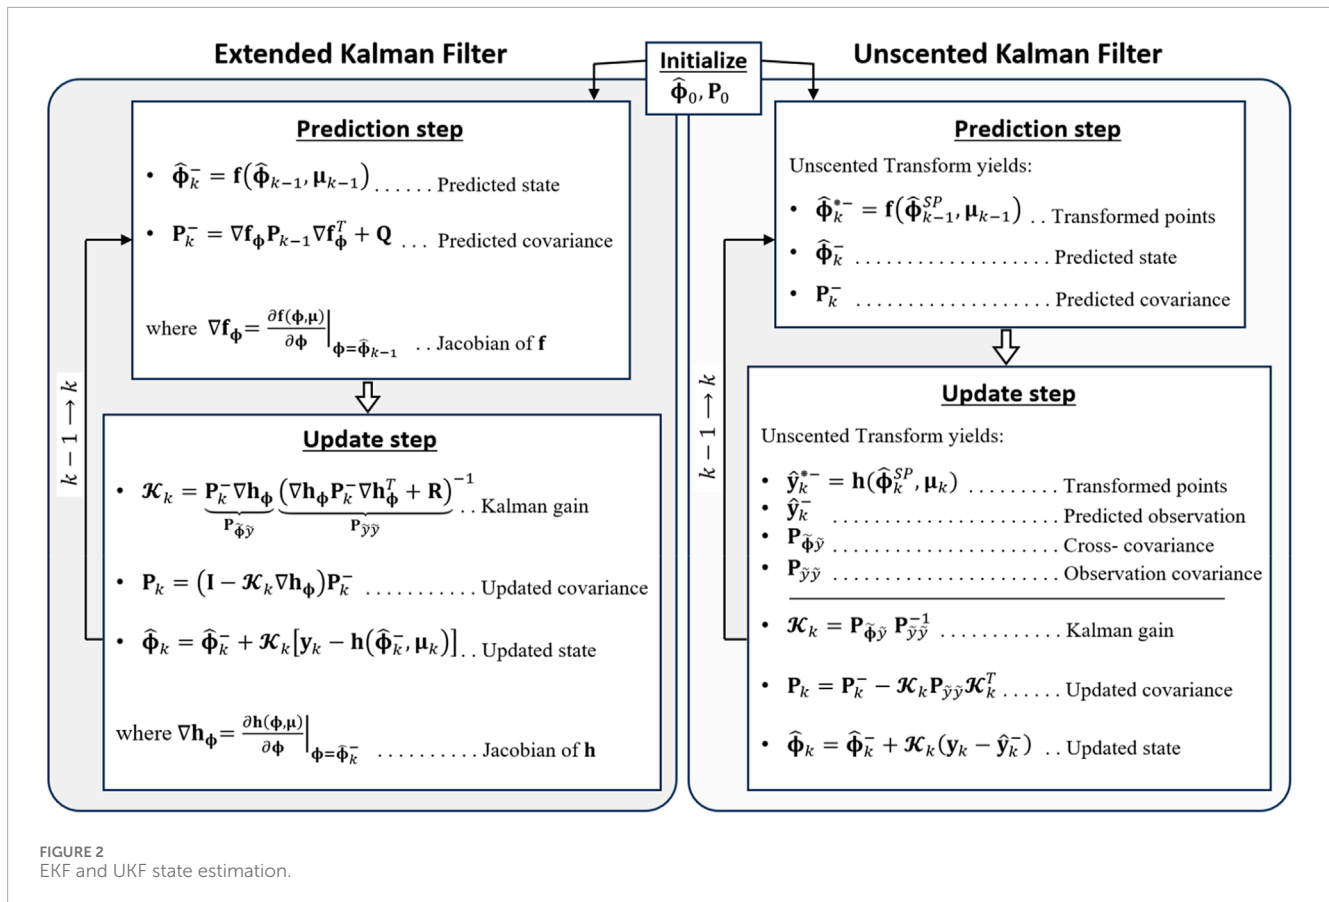 Extended Kalman Filter
Initialize
Φ̂₀, P₀
Unscented Kalman Filter
Prediction step
• Φ̂ₖ⁻ = f(Φ̂ₖ₋₁, μₖ₋₁) ...... Predicted state
• Pₖ⁻ = ∇f_Φ Pₖ₋₁ ∇f_Φᵀ + Q ... Predicted covariance
where ∇f_Φ = ∂f(Φ,μ)/∂Φ |_Φ=Φ̂ₖ₋₁ .. Jacobian of f
k − 1 → k
Update step
• 𝓚ₖ = Pₖ⁻∇h_Φ (∇h_Φ Pₖ⁻ ∇h_Φᵀ + R)⁻¹ .. Kalman gain
P_Φ̃ỹ P_ỹỹ
• Pₖ = (I − 𝓚ₖ∇h_Φ)Pₖ⁻ ........... Updated covariance
• Φ̂ₖ = Φ̂ₖ⁻ + 𝓚ₖ[yₖ − h(Φ̂ₖ⁻, μₖ)] .. Updated state
where ∇h_Φ = ∂h(Φ,μ)/∂Φ |_Φ=Φ̂ₖ⁻ .......... Jacobian of h
Prediction step
Unscented Transform yields:
• Φ̂ₖ•⁻ = f(Φ̂ₖ₋₁^SP, μₖ₋₁) .. Transformed points
• Φ̂ₖ⁻ ................... Predicted state
• Pₖ⁻ ................... Predicted covariance
k − 1 → k
Update step
Unscented Transform yields:
• ŷₖ•⁻ = h(Φ̂ₖ^SP, μₖ) ......... Transformed points
• ŷₖ⁻ ...................... Predicted observation
• P_Φ̃ỹ ...................... Cross- covariance
• P_ỹỹ ...................... Observation covariance
• 𝓚ₖ = P_Φ̃ỹ P_ỹỹ⁻¹ ............ Kalman gain
• Pₖ = Pₖ⁻ − 𝓚ₖP_ỹỹ𝓚ₖᵀ ...... Updated covariance
• Φ̂ₖ = Φ̂ₖ⁻ + 𝓚ₖ(yₖ − ŷₖ⁻) .. Updated state
FIGURE 2
EKF and UKF state estimation.